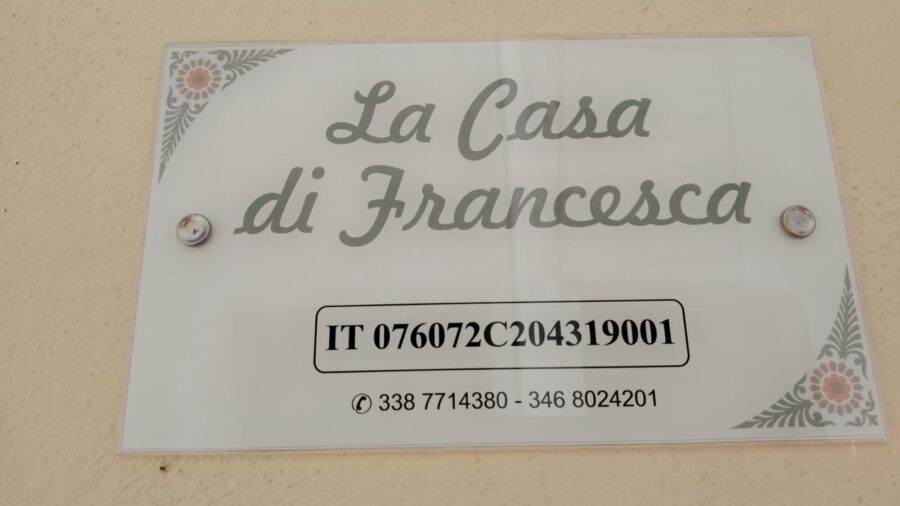 La Casa
di Francesca
IT 076072C204319001
✆ 338 7714380 - 346 8024201